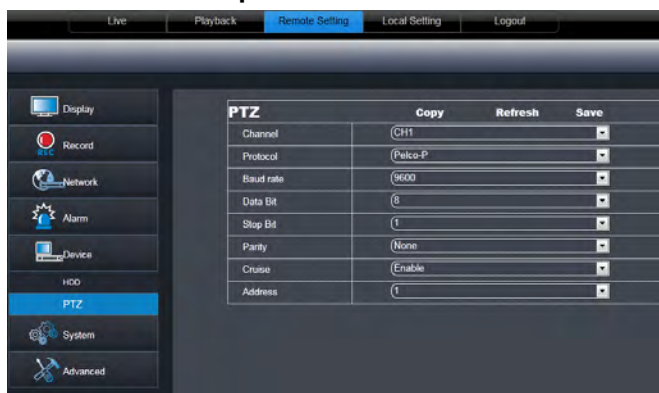 Live Playback Remote Setting Local Setting Logout
Display
Record
REC
Network
Alarm
Device
HDD
PTZ
System
Advanced
PTZ Copy Refresh Save
Channel CH1
Protocol Pelco-P
Baud rate 9600
Data Bit 8
Stop Bit 1
Parity None
Cruise Enable
Address 1